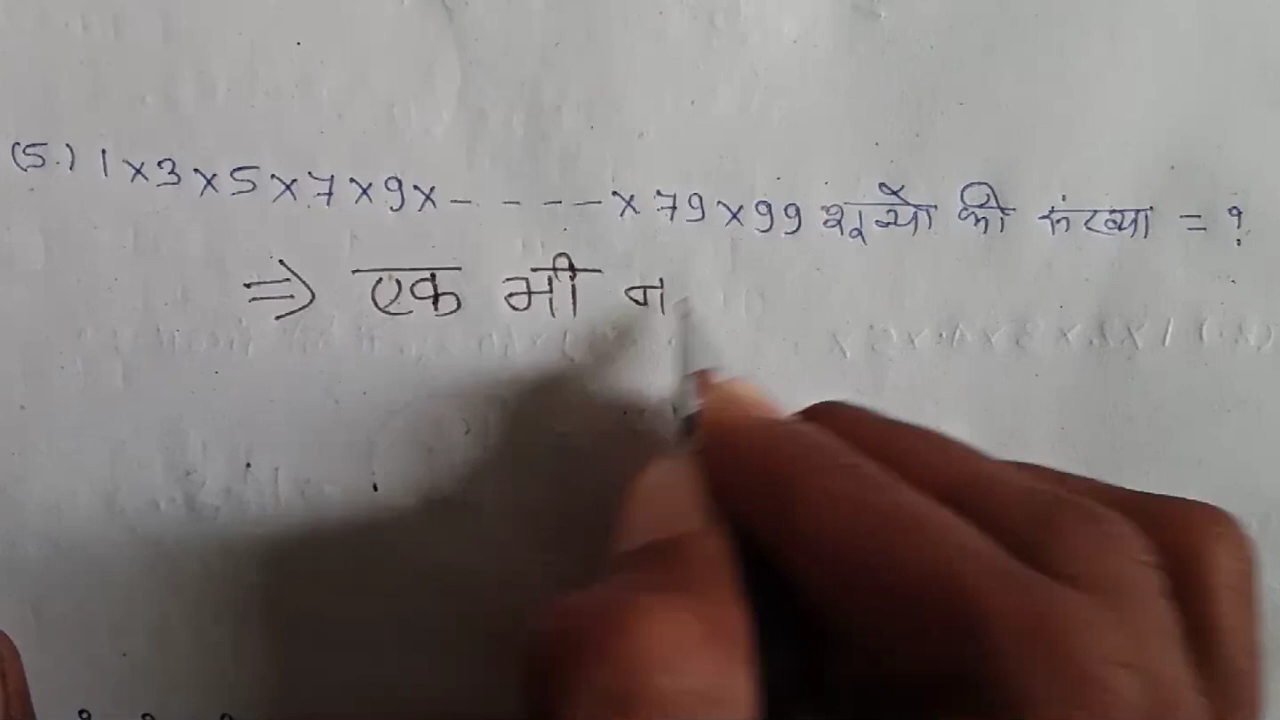 (5.) 1×3×5×7×9×-----×79×99 शून्यो की संख्या = ?
⇒ एक भी न